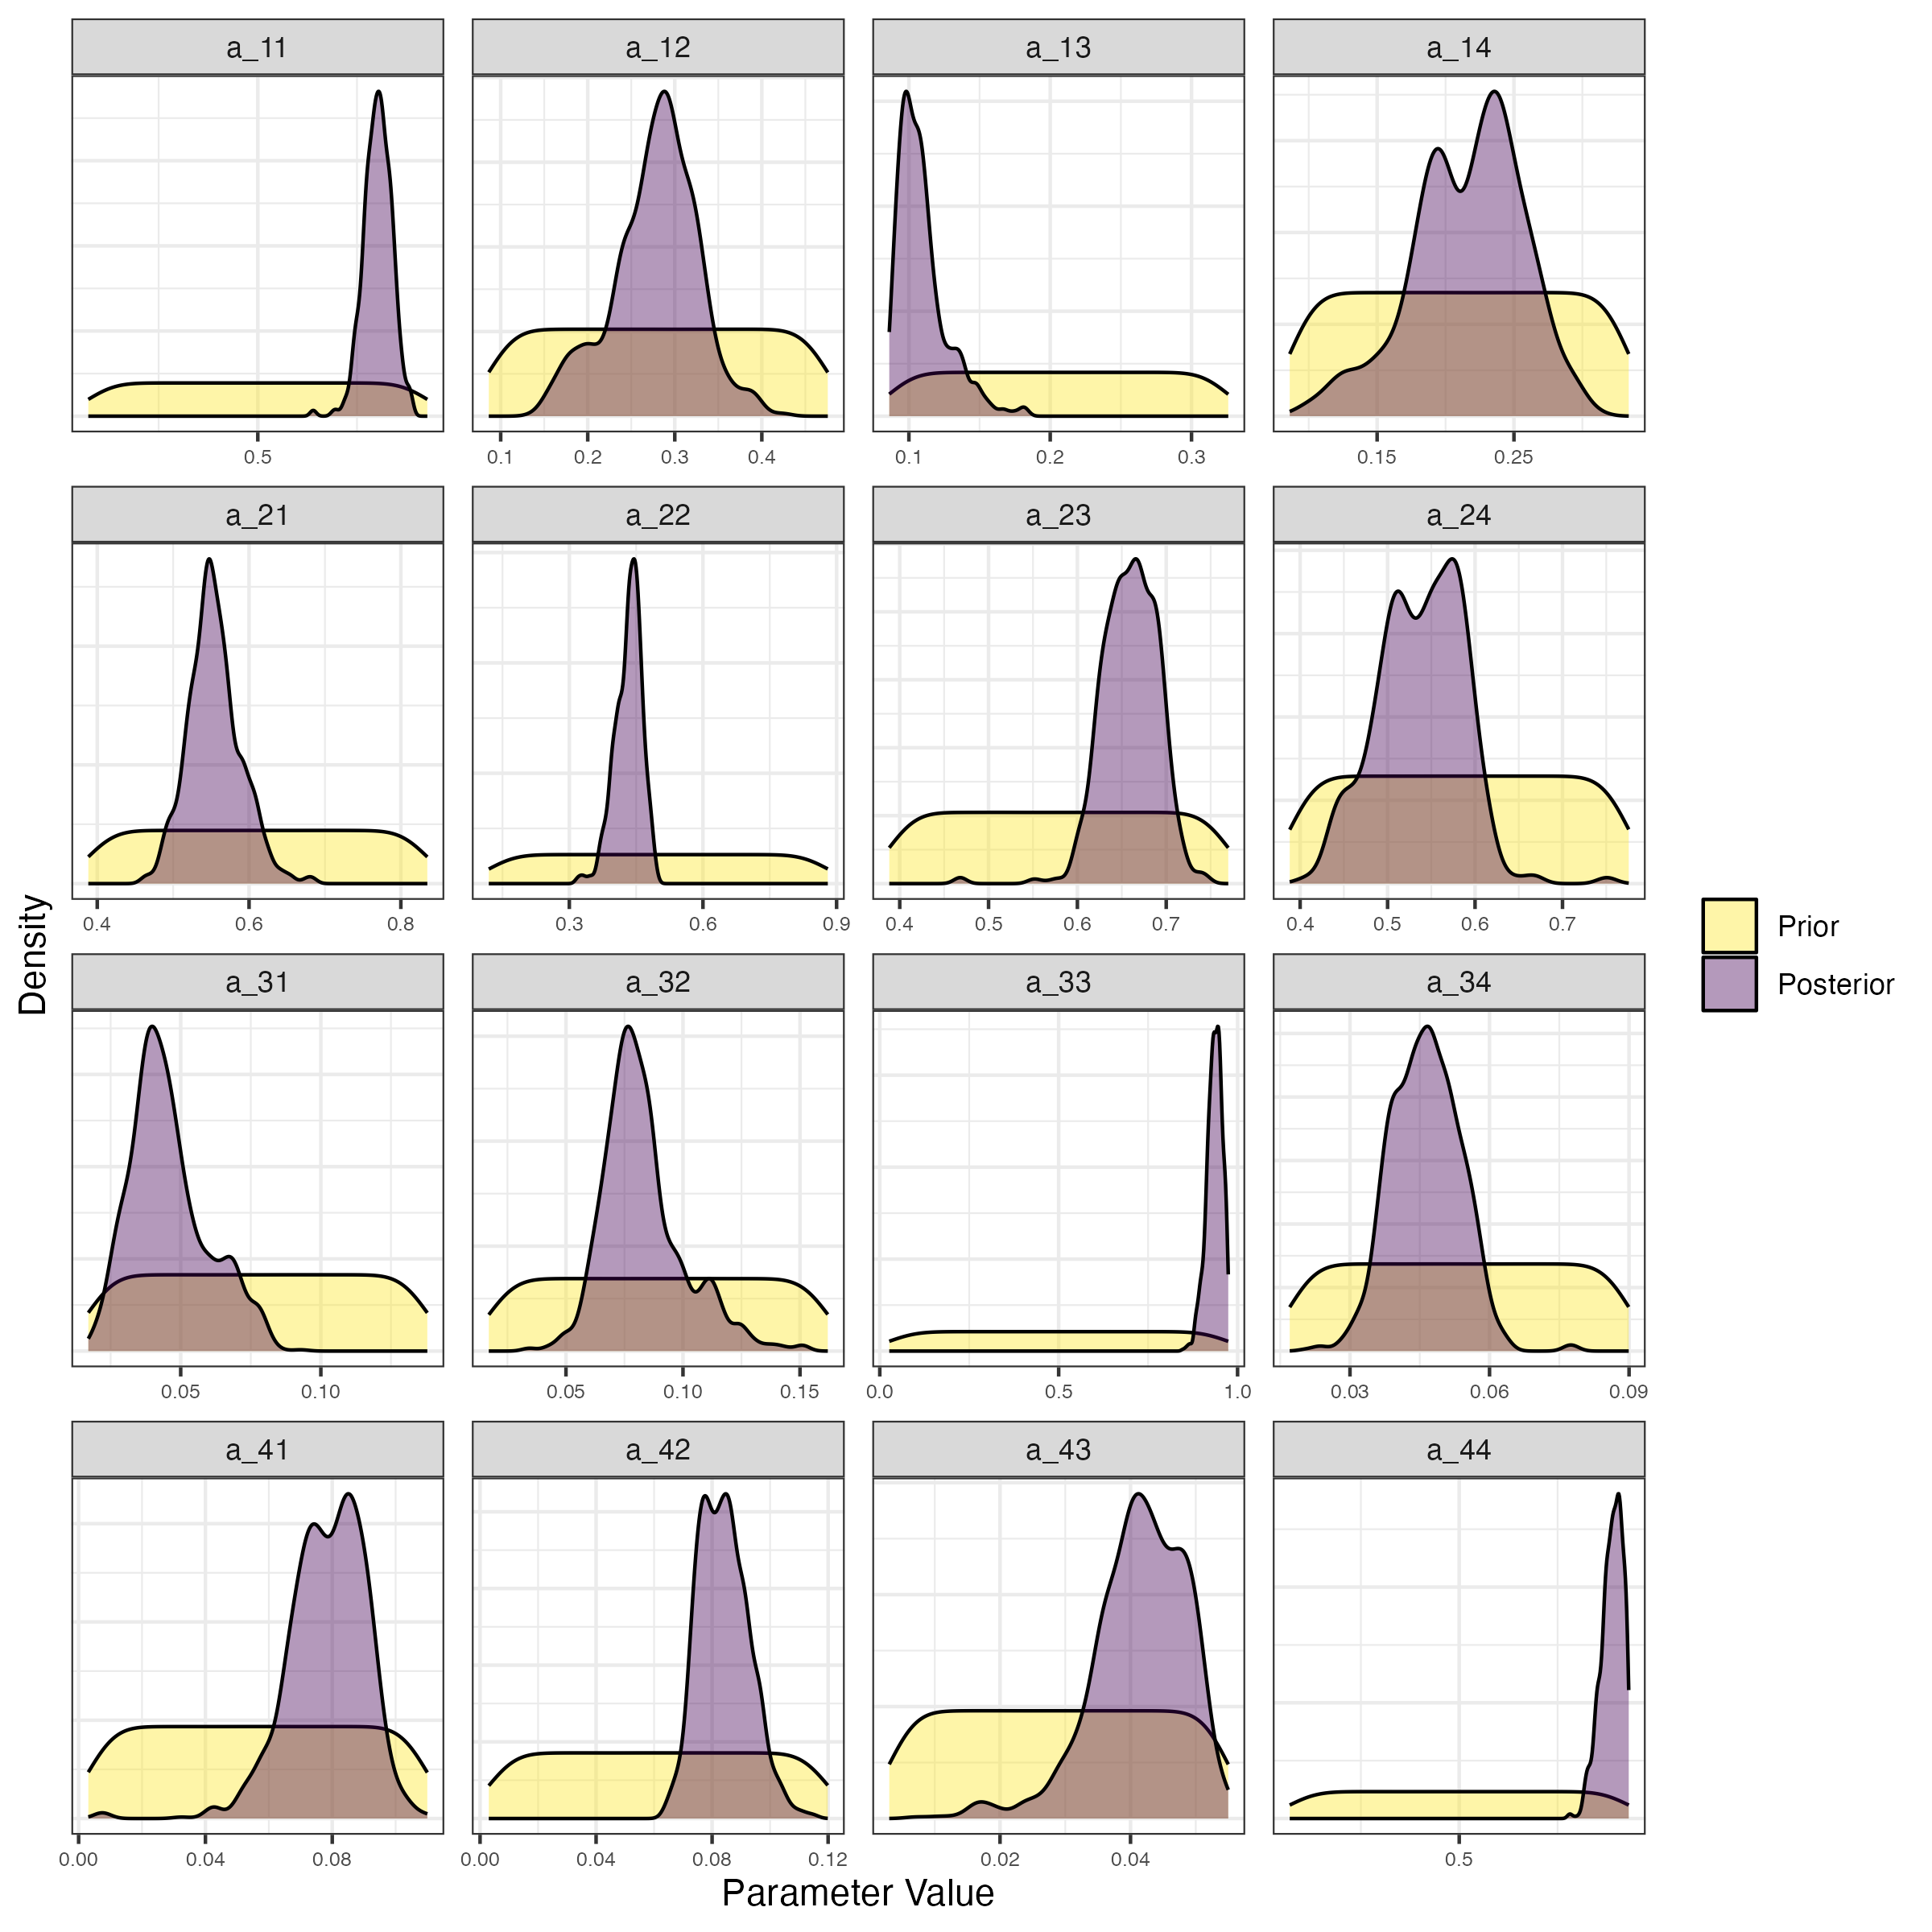 a_11 a_12 a_13 a_14
0.5 0.1 0.2 0.3 0.4 0.1 0.2 0.3 0.15 0.25
a_21 a_22 a_23 a_24
0.4 0.6 0.8 0.3 0.6 0.9 0.4 0.5 0.6 0.7 0.4 0.5 0.6 0.7
Density
Prior
Posterior
a_31 a_32 a_33 a_34
0.05 0.10 0.05 0.10 0.15 0.0 0.5 1.0 0.03 0.06 0.09
a_41 a_42 a_43 a_44
0.00 0.04 0.08 0.00 0.04 0.08 0.12 0.02 0.04 0.5
Parameter Value